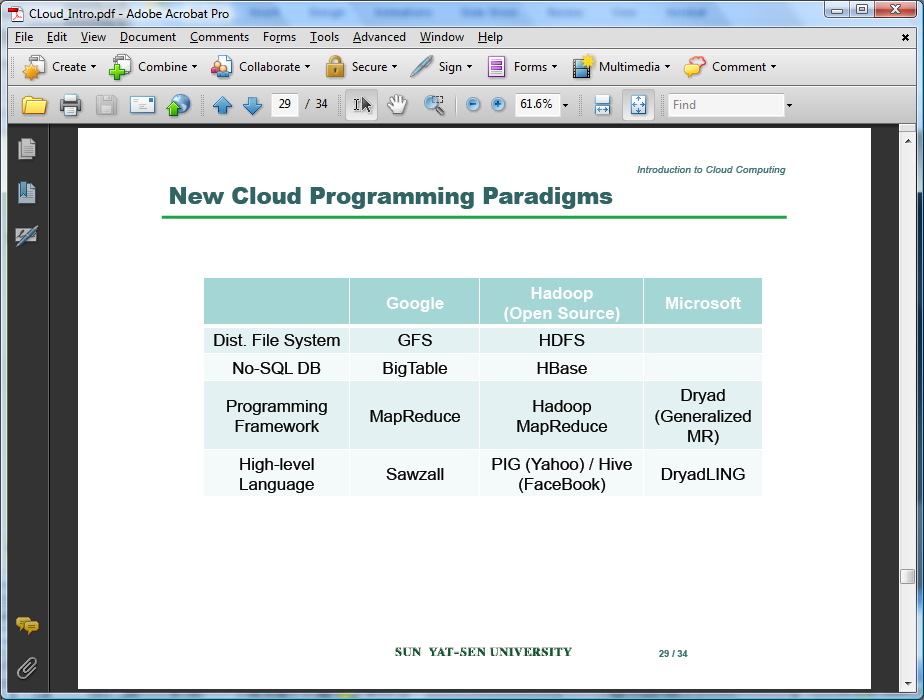 CLoud_Intro.pdf - Adobe Acrobat Pro
File Edit View Document Comments Forms Tools Advanced Window Help
Create Combine Collaborate Secure Sign Forms Multimedia Comment
29 / 34 61.6% Find
Introduction to Cloud Computing
New Cloud Programming Paradigms
Google Hadoop (Open Source) Microsoft
Dist. File System GFS HDFS
No-SQL DB BigTable HBase
Programming Framework MapReduce Hadoop MapReduce Dryad (Generalized MR)
High-level Language Sawzall PIG (Yahoo) / Hive (FaceBook) DryadLING
SUN YAT-SEN UNIVERSITY 29 / 34